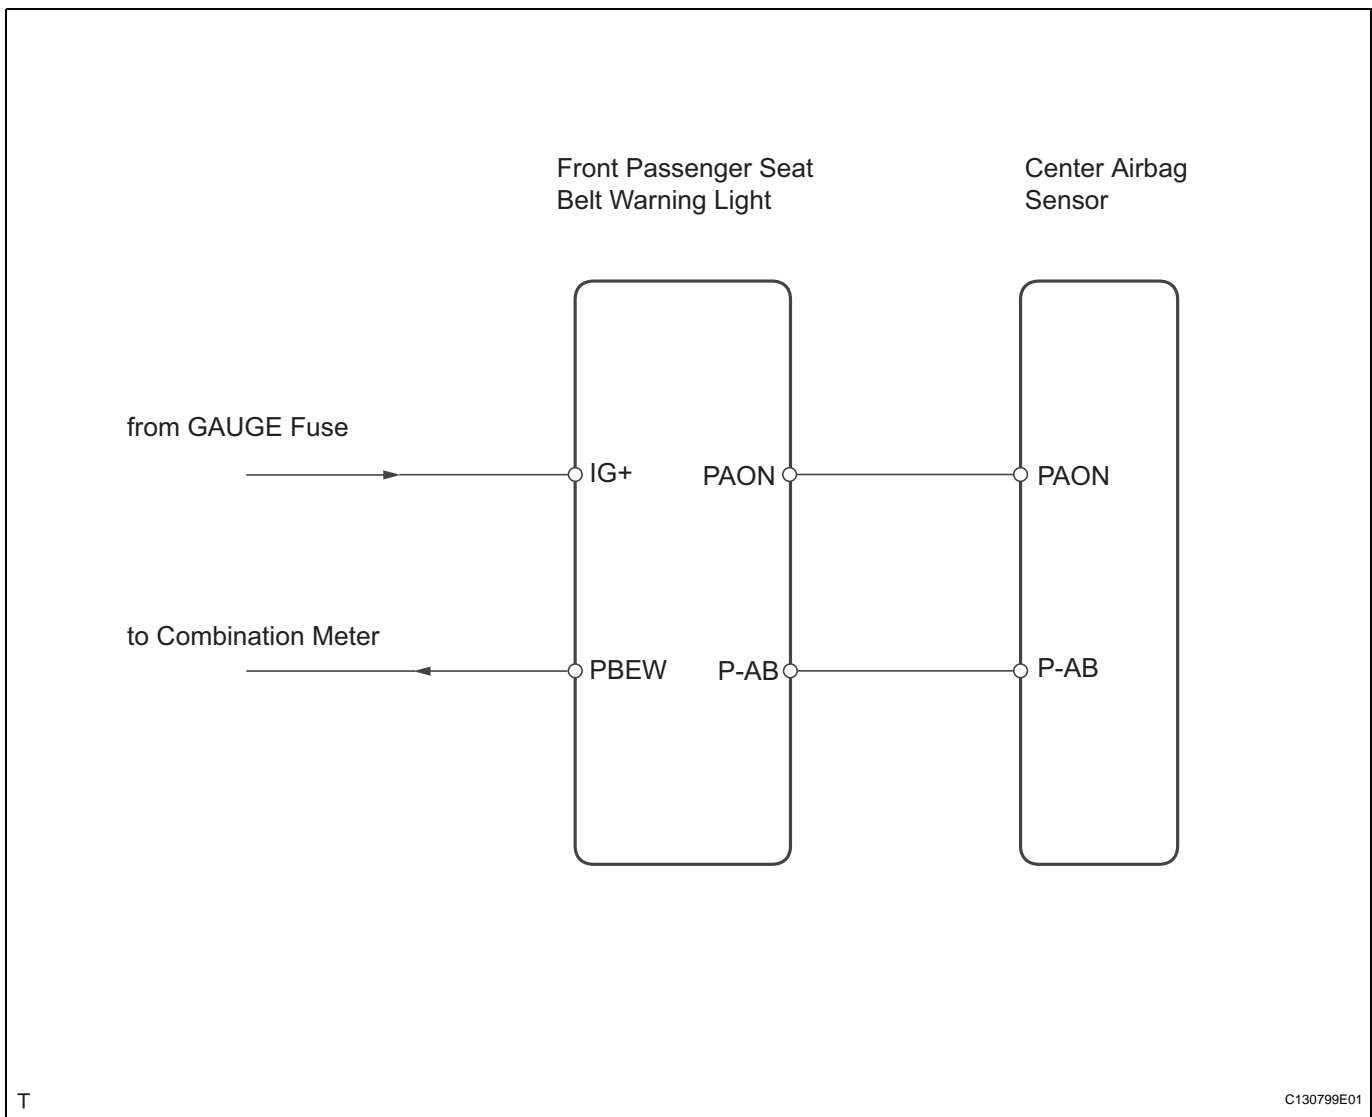 Front Passenger Seat
Belt Warning Light
Center Airbag
Sensor
from GAUGE Fuse
IG+
PAON
PAON
to Combination Meter
PBEW
P-AB
P-AB
T
C130799E01